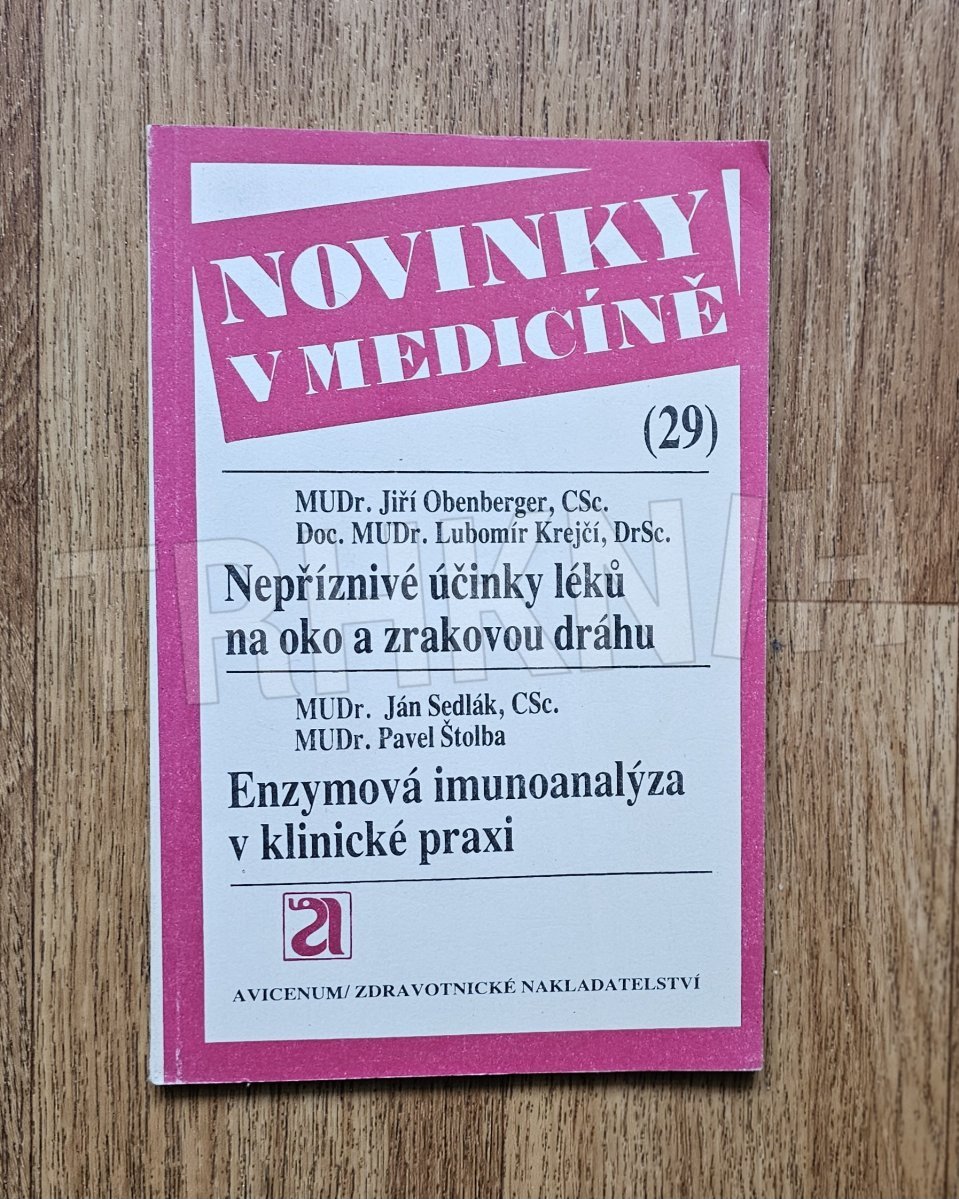 NOVINKY
V MEDICÍNĚ
(29)
MUDr. Jiří Obenberger, CSc.
Doc. MUDr. Lubomír Krejčí, DrSc.
Nepříznivé účinky léků
na oko a zrakovou dráhu
MUDr. Ján Sedlák, CSc.
MUDr. Pavel Štolba
Enzymová imunoanalýza
v klinické praxi
AVICENUM/ ZDRAVOTNICKÉ NAKLADATELSTVÍ